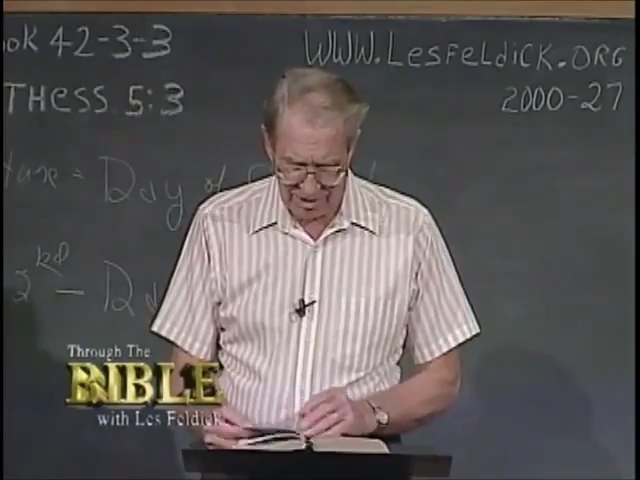 ook 42-3-3
WWW.LesFeldick.org
Thess 5:3
2000-27
Day of
Through The
BIBLE
with Les Feldick